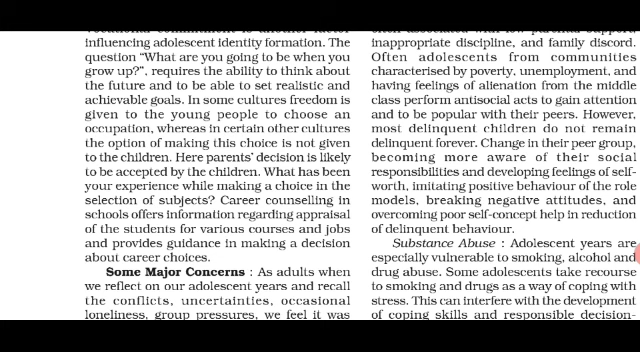 vocational commitment is another factor
influencing adolescent identity formation. The
question “What are you going to be when you
grow up?”, requires the ability to think about
the future and to be able to set realistic and
achievable goals. In some cultures freedom is
given to the young people to choose an
occupation, whereas in certain other cultures
the option of making this choice is not given
to the children. Here parents’ decision is likely
to be accepted by the children. What has been
your experience while making a choice in the
selection of subjects? Career counselling in
schools offers information regarding appraisal
of the students for various courses and jobs
and provides guidance in making a decision
about career choices.
Some Major Concerns : As adults when
we reflect on our adolescent years and recall
the conflicts, uncertainties, occasional
loneliness, group pressures, we feel it was
often associated with low parental support,
inappropriate discipline, and family discord.
Often adolescents from communities
characterised by poverty, unemployment, and
having feelings of alienation from the middle
class perform antisocial acts to gain attention
and to be popular with their peers. However,
most delinquent children do not remain
delinquent forever. Change in their peer group,
becoming more aware of their social
responsibilities and developing feelings of self-
worth, imitating positive behaviour of the role
models, breaking negative attitudes, and
overcoming poor self-concept help in reduction
of delinquent behaviour.
Substance Abuse : Adolescent years are
especially vulnerable to smoking, alcohol and
drug abuse. Some adolescents take recourse
to smoking and drugs as a way of coping with
stress. This can interfere with the development
of coping skills and responsible decision-